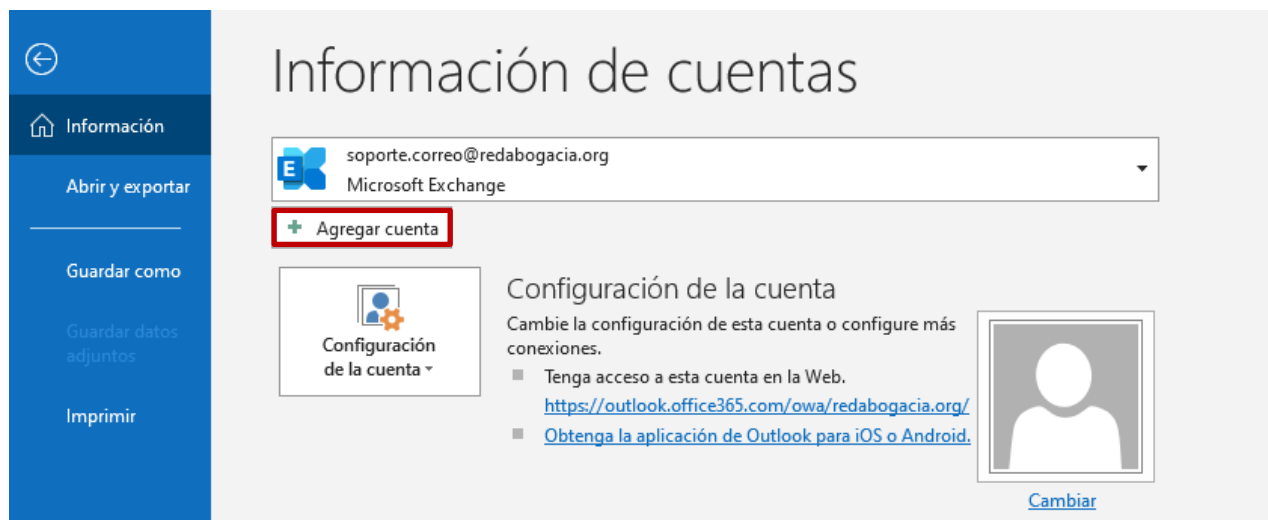 Información de cuentas
Información
Abrir y exportar
Guardar como
Guardar datos
adjuntos
Imprimir
E
soporte.correo@redabogacia.org
Microsoft Exchange
Agregar cuenta
Configuración
de la cuenta
Configuración de la cuenta
Cambie la configuración de esta cuenta o configure más
conexiones.
Tenga acceso a esta cuenta en la Web.
https://outlook.office365.com/owa/redabogacia.org/
Obtenga la aplicación de Outlook para iOS o Android.
Cambiar